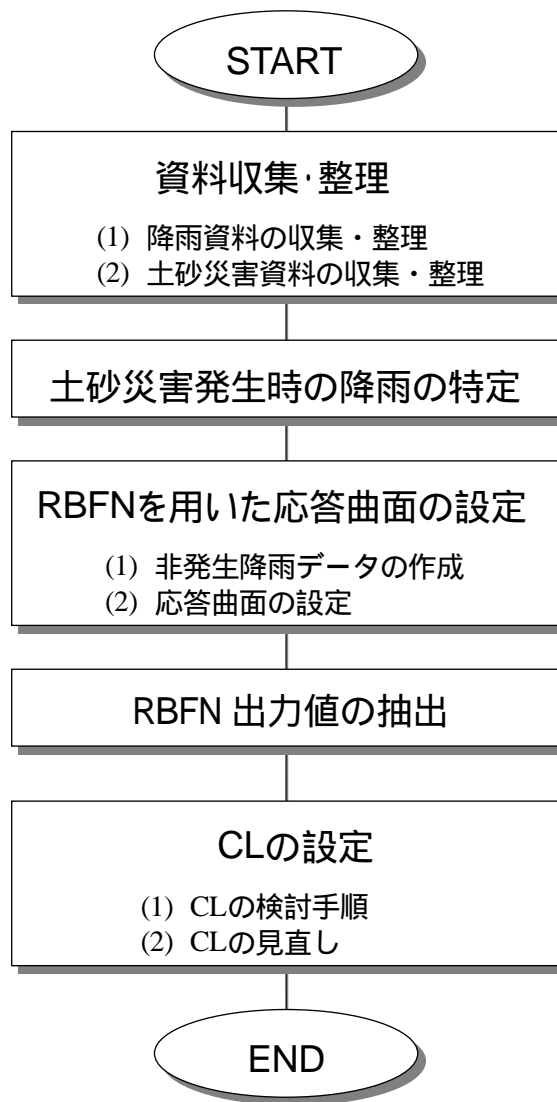 START
資料収集・整理
(1) 降雨資料の収集・整理
(2) 土砂災害資料の収集・整理
土砂災害発生時の降雨の特定
RBFNを用いた応答曲面の設定
(1) 非発生降雨データの作成
(2) 応答曲面の設定
RBFN 出力値の抽出
CLの設定
(1) CLの検討手順
(2) CLの見直し
END